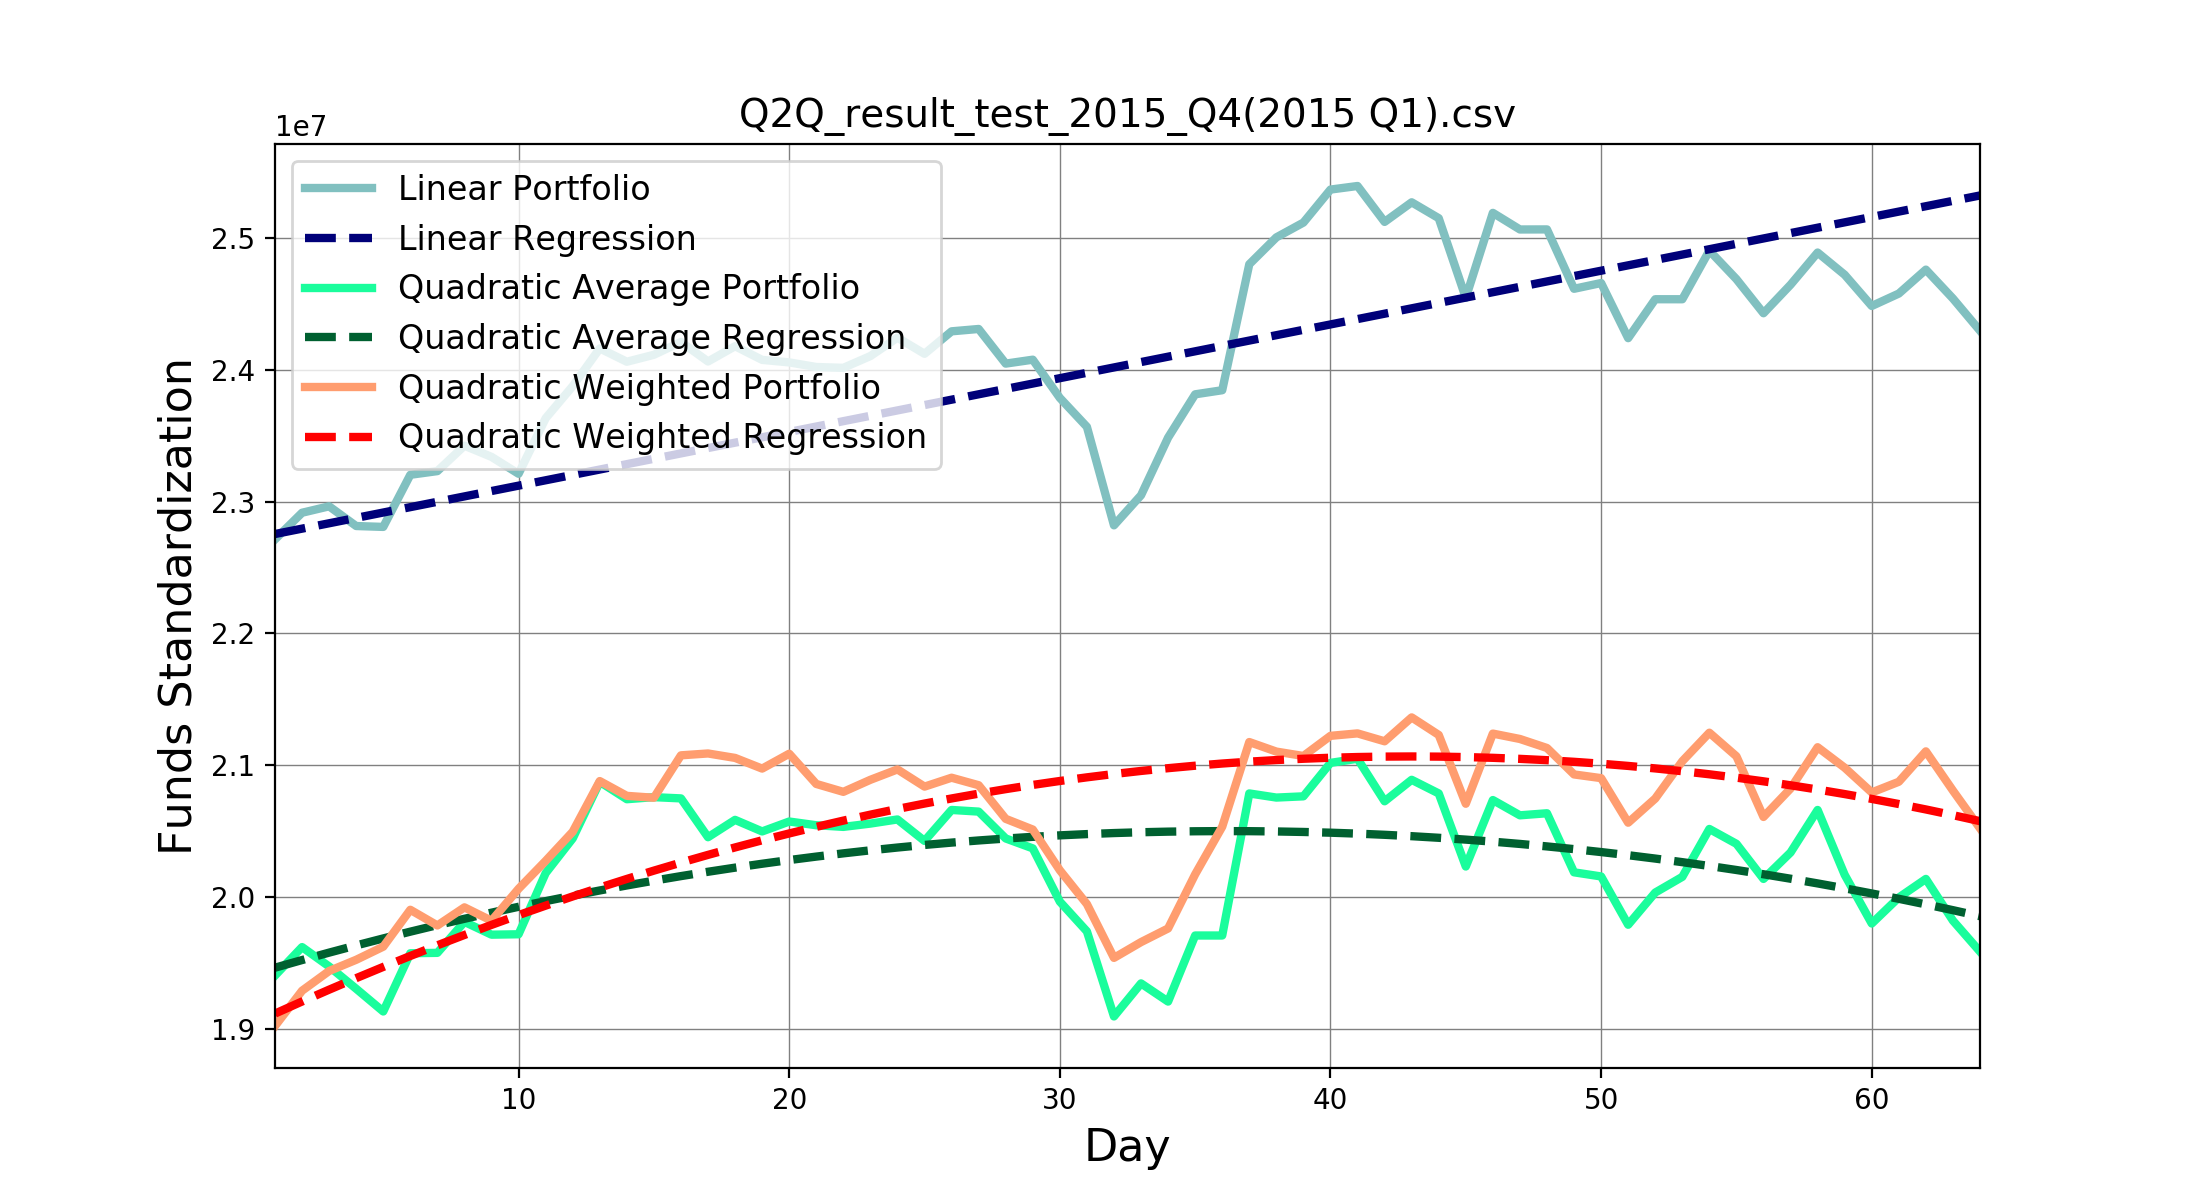 Q2Q_result_test_2015_Q4(2015 Q1).csv
1e7
Linear Portfolio
Linear Regression
Quadratic Average Portfolio
Quadratic Average Regression
Quadratic Weighted Portfolio
Quadratic Weighted Regression
Funds Standardization
2.5
2.4
2.3
2.2
2.1
2.0
1.9
10 20 30 40 50 60
Day